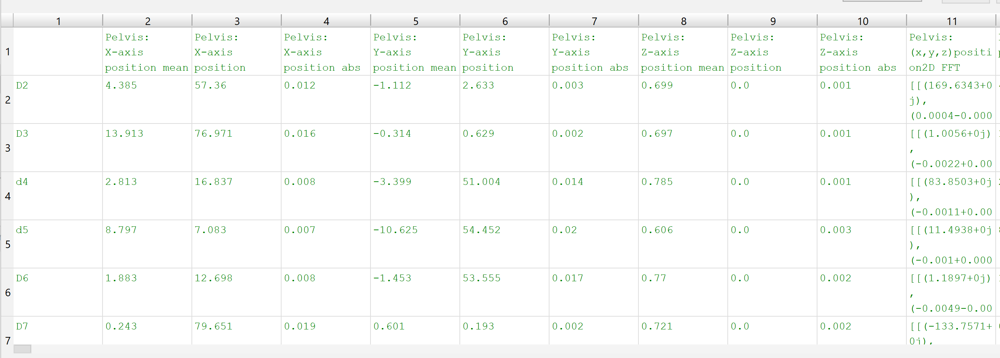 1 2 3 4 5 6 7 8 9 10 11
1
Pelvis: X-axis position mean
Pelvis: X-axis position
Pelvis: X-axis position abs
Pelvis: Y-axis position mean
Pelvis: Y-axis position
Pelvis: Y-axis position abs
Pelvis: Z-axis position mean
Pelvis: Z-axis position
Pelvis: Z-axis position abs
Pelvis:
(x,y,z)positi
on2D FFT
2 D2 4.385 57.36 0.012 -1.112 2.633 0.003 0.699 0.0 0.001 [[(169.6343+0
j),
(0.0004-0.000
3 D3 13.913 76.971 0.016 -0.314 0.629 0.002 0.697 0.0 0.001 [[(1.0056+0j)
,
(-0.0022+0.00
4 d4 2.813 16.837 0.008 -3.399 51.004 0.014 0.785 0.0 0.001 [[(83.8503+0j
),
(-0.0011+0.00
5 d5 8.797 7.083 0.007 -10.625 54.452 0.02 0.606 0.0 0.003 [[(11.4938+0j
),
(-0.001+0.000
6 D6 1.883 12.698 0.008 -1.453 53.555 0.017 0.77 0.0 0.002 [[(1.1897+0j)
,
(-0.0049-0.00
7 D7 0.243 79.651 0.019 0.601 0.193 0.002 0.721 0.0 0.002 [[(-133.7571+
0j),